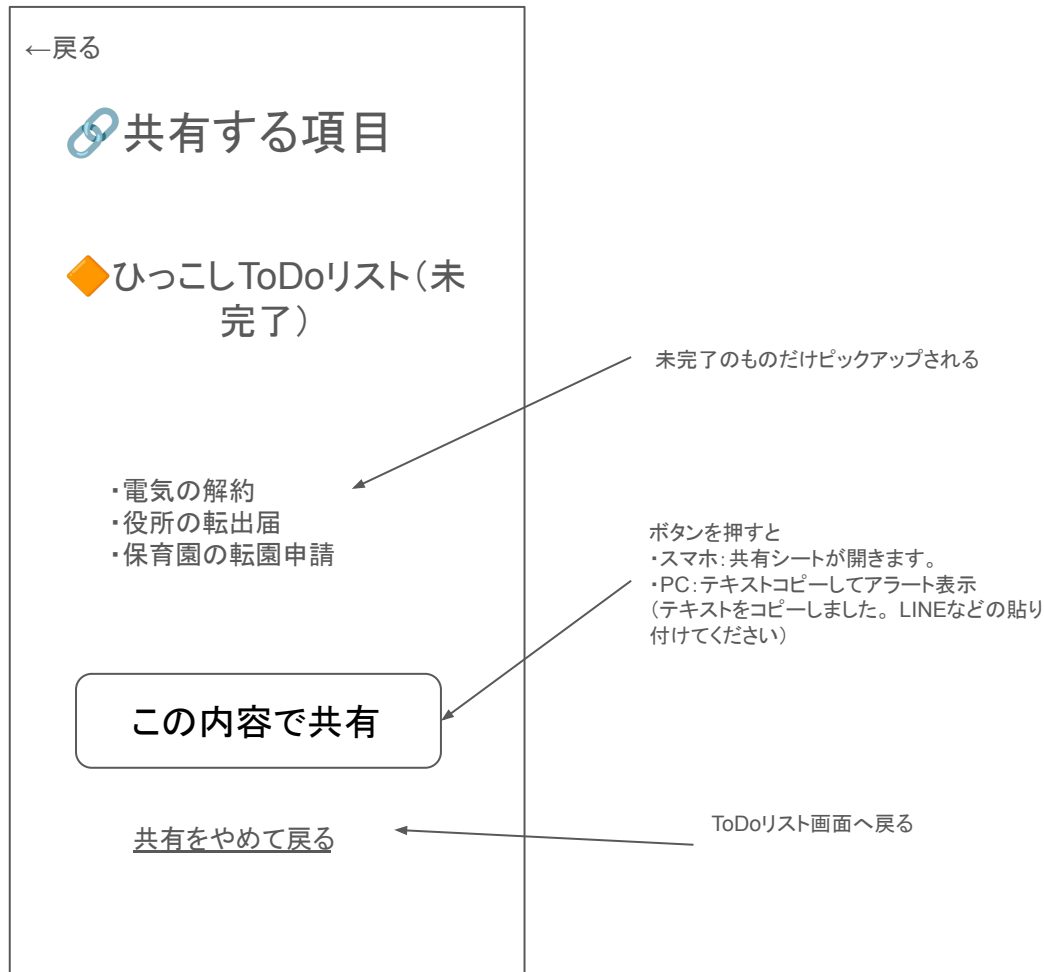 ←戻る
🔗共有する項目
🔶ひっこしToDoリスト(未
完了)
未完了のものだけピックアップされる
・電気の解約
・役所の転出届
・保育園の転園申請
ボタンを押すと
・スマホ:共有シートが開きます。
・PC:テキストコピーしてアラート表示
(テキストをコピーしました。LINEなどの貼り
付けてください)
この内容で共有
共有をやめて戻る
ToDoリスト画面へ戻る